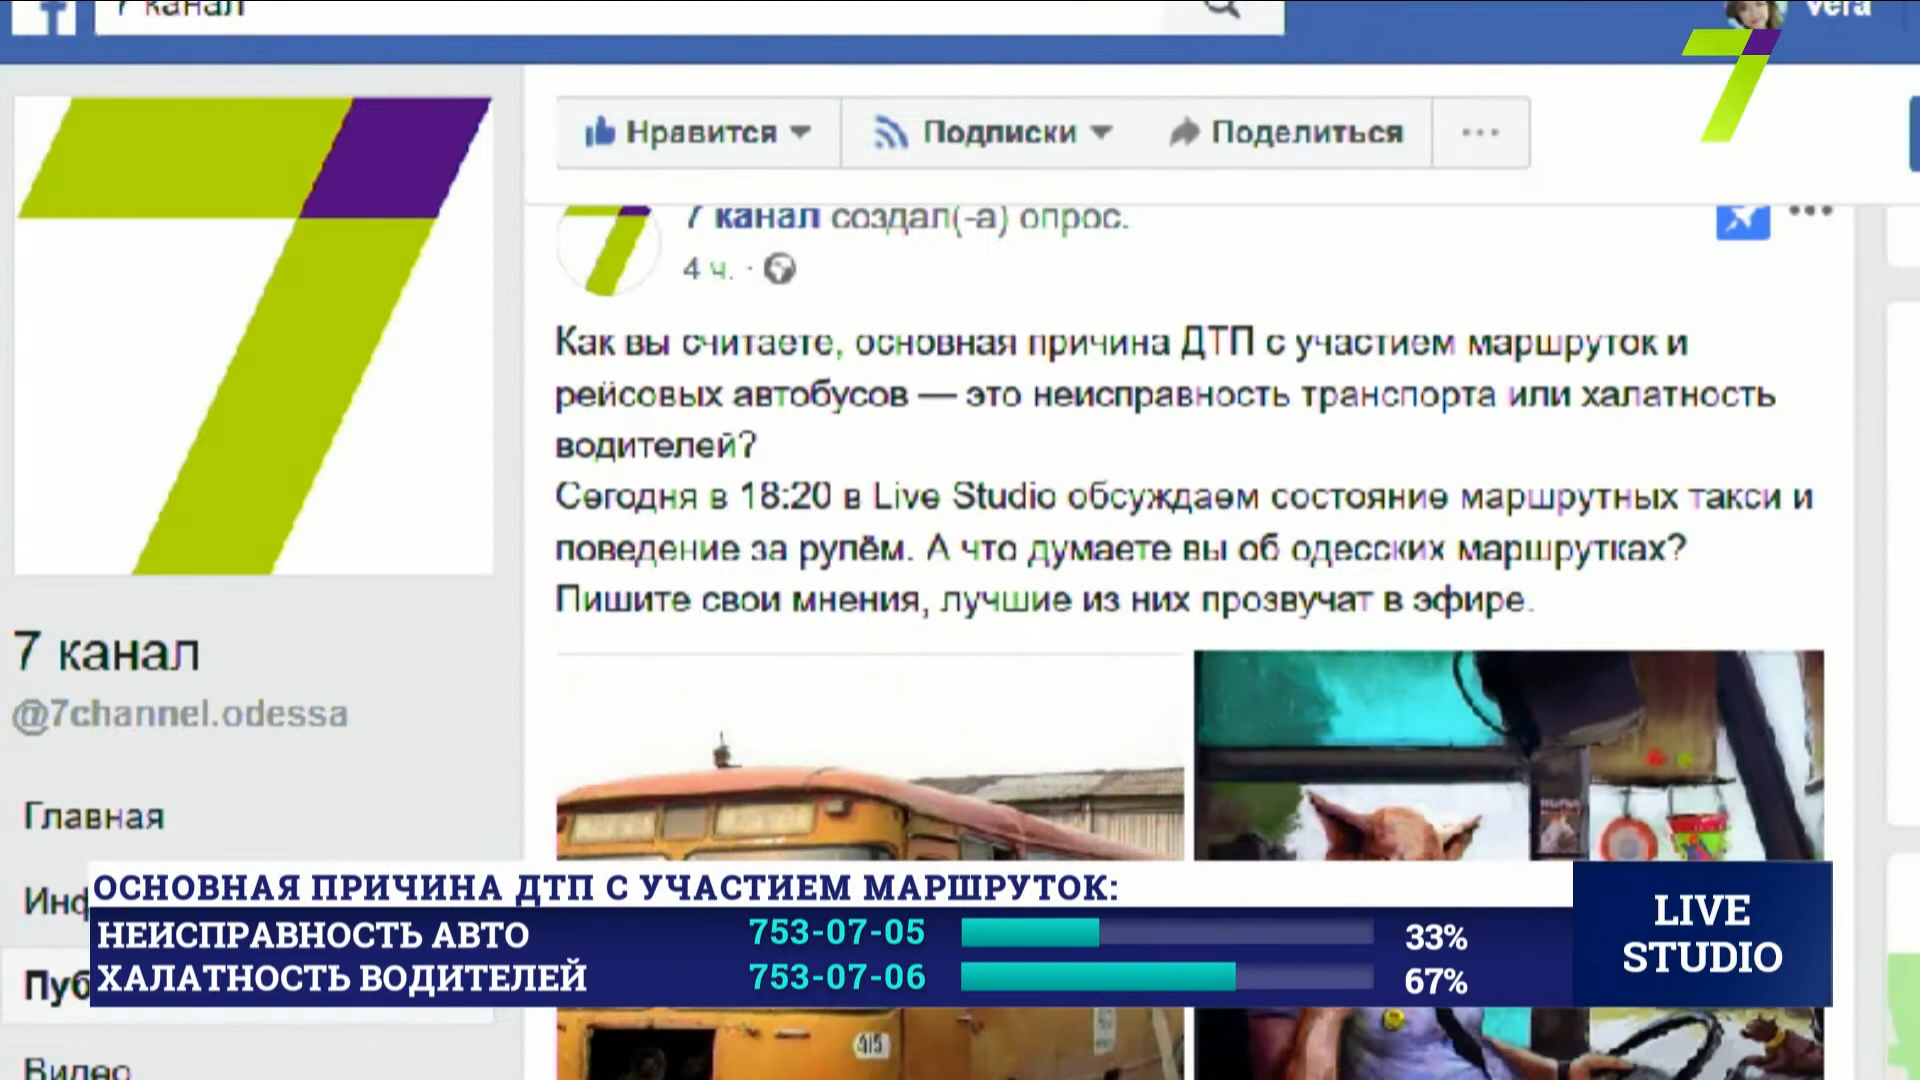 7 канал
Vera
7
Нравится
Подписки
Поделиться
7 канал создал(-а) опрос.
4 ч.
Как вы считаете, основная причина ДТП с участием маршруток и
рейсовых автобусов — это неисправность транспорта или халатность
водителей?
Сегодня в 18:20 в Live Studio обсуждаем состояние маршрутных такси и
поведение за рулём. А что думаете вы об одесских маршрутках?
Пишите свои мнения, лучшие из них прозвучат в эфире.
7 канал
@7channel.odessa
Главная
Инф
Пуб
Видео
ОСНОВНАЯ ПРИЧИНА ДТП С УЧАСТИЕМ МАРШРУТОК:
НЕИСПРАВНОСТЬ АВТО 753-07-05 33%
ХАЛАТНОСТЬ ВОДИТЕЛЕЙ 753-07-06 67%
LIVE
STUDIO